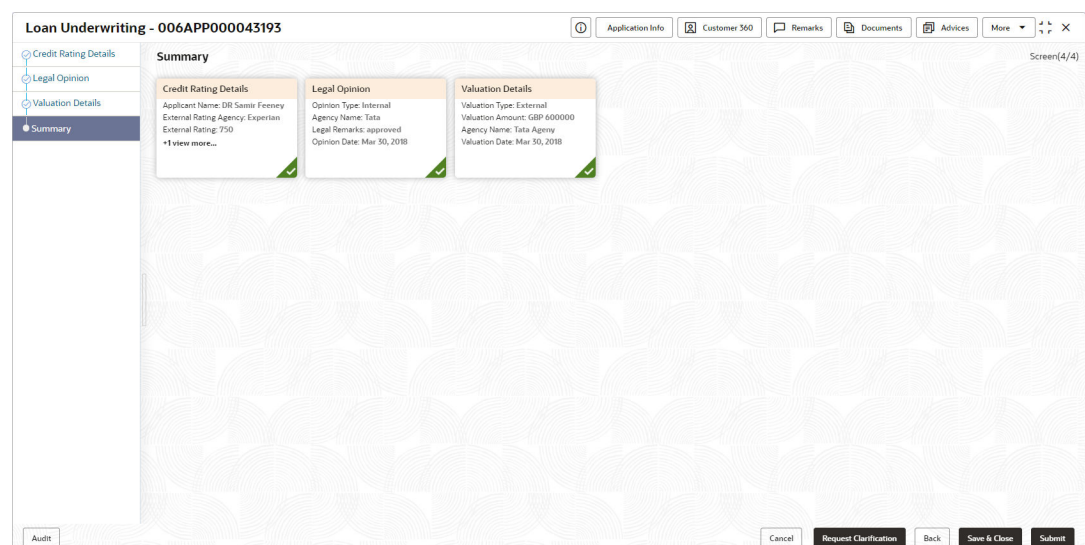 Loan Underwriting - 006APP000043193
Application Info
Customer 360
Remarks
Documents
Advices
More
Credit Rating Details
Legal Opinion
Valuation Details
Summary
Summary
Screen(4/4)
Credit Rating Details
Applicant Name: DR Samir Feeney
External Rating Agency: Experian
External Rating: 750
+1 view more...
Legal Opinion
Opinion Type: Internal
Agency Name: Tata
Legal Remarks: approved
Opinion Date: Mar 30, 2018
Valuation Details
Valuation Type: External
Valuation Amount: GBP 600000
Agency Name: Tata Ageny
Valuation Date: Mar 30, 2018
Audit
Cancel
Request Clarification
Back
Save & Close
Submit